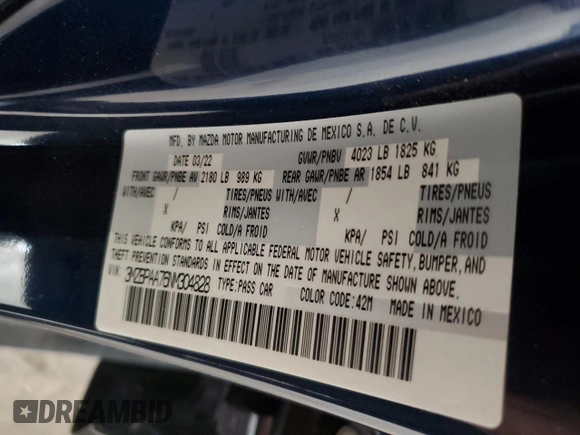 MFD. BY MAZDA MOTOR MANUFACTURING DE MEXICO S.A. DE C.V.
DATE 03/22 GVWR/PNBV 4023 LB 1825 KG
FRONT GAWR/PNBE AV 2180 LB 989 KG REAR GAWR/PNBE AR 1854 LB 841 KG
WITH/AVEC / TIRES/PNEUS WITH/AVEC / TIRES/PNEUS
X RIMS/JANTES X RIMS/JANTES
KPA/ PSI COLD/A FROID KPA/ PSI COLD/A FROID
THIS VEHICLE CONFORMS TO ALL APPLICABLE FEDERAL MOTOR VEHICLE SAFETY, BUMPER, AND
THEFT PREVENTION STANDARDS IN EFFECT ON THE DATE OF MANUFACTURE SHOWN ABOVE.
VIN: 3MZBPAA76NM304828 TYPE:PASS CAR COLOR CODE:42M MADE IN MEXICO
DREAMBID